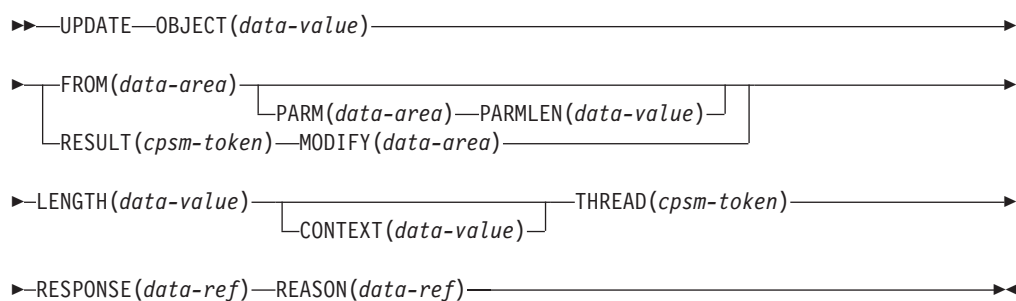 UPDATE OBJECT(data-value)
FROM(data-area)
PARM(data-area) PARMLEN(data-value)
RESULT(cpsm-token) MODIFY(data-area)
LENGTH(data-value) THREAD(cpsm-token)
CONTEXT(data-value)
RESPONSE(data-ref) REASON(data-ref)